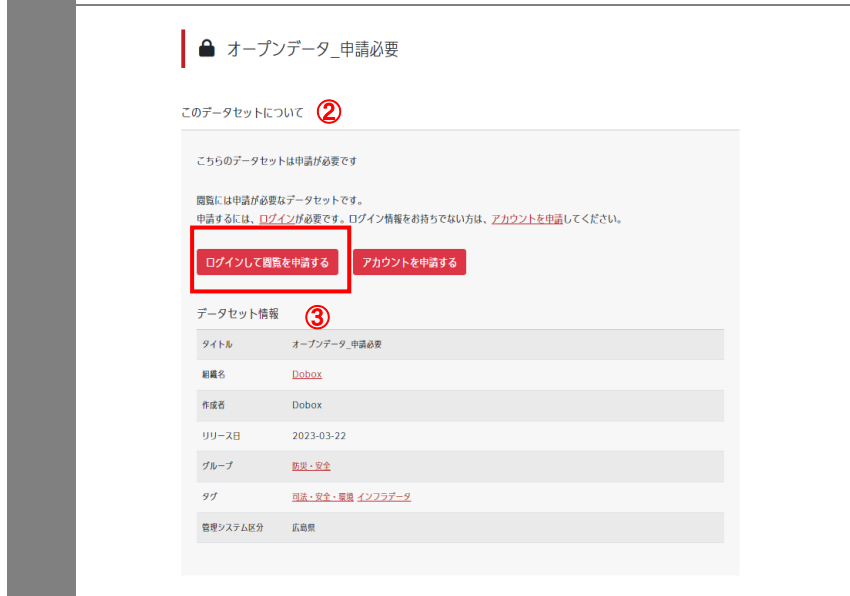 オープンデータ_申請必要
このデータセットについて ②
こちらのデータセットは申請が必要です
閲覧には申請が必要なデータセットです。
申請するには、ログインが必要です。ログイン情報をお持ちでない方は、アカウントを申請してください。
ログインして閲覧を申請する アカウントを申請する
データセット情報 ③
タイトル オープンデータ_申請必要
組織名 Dobox
作成者 Dobox
リリース日 2023-03-22
グループ 防災・安全
タグ 司法・安全・環境 インフラデータ
管理システム区分 広島県